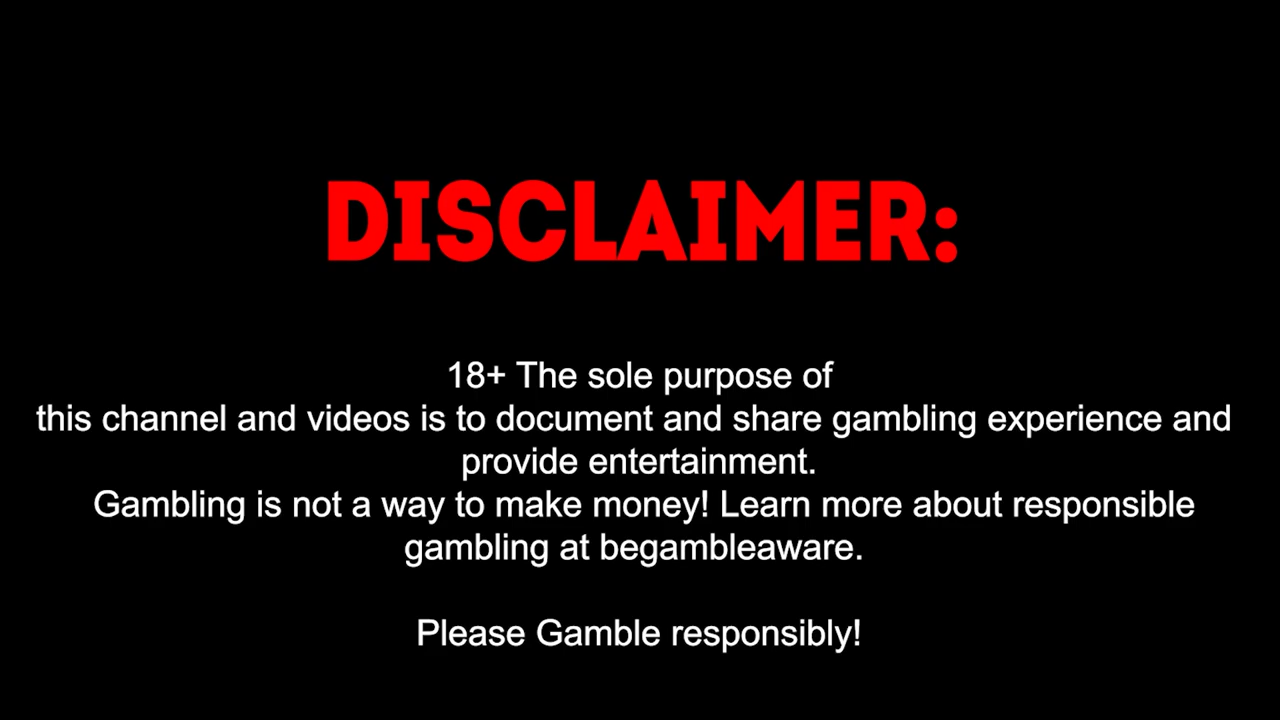 DISCLAIMER:
18+ The sole purpose of
this channel and videos is to document and share gambling experience and
provide entertainment.
Gambling is not a way to make money! Learn more about responsible
gambling at begambleaware.
Please Gamble responsibly!